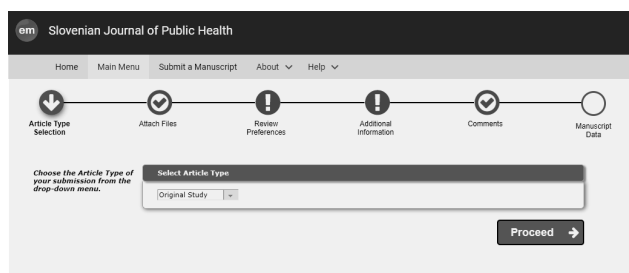 em Slovenian Journal of Public Health
Home Main Menu Submit a Manuscript About Help
Article Type
Selection
Attach Files
Review
Preferences
Additional
Information
Comments
Manuscript
Data
Choose the Article Type of
your submission from the
drop-down menu.
Select Article Type
Original Study
Proceed